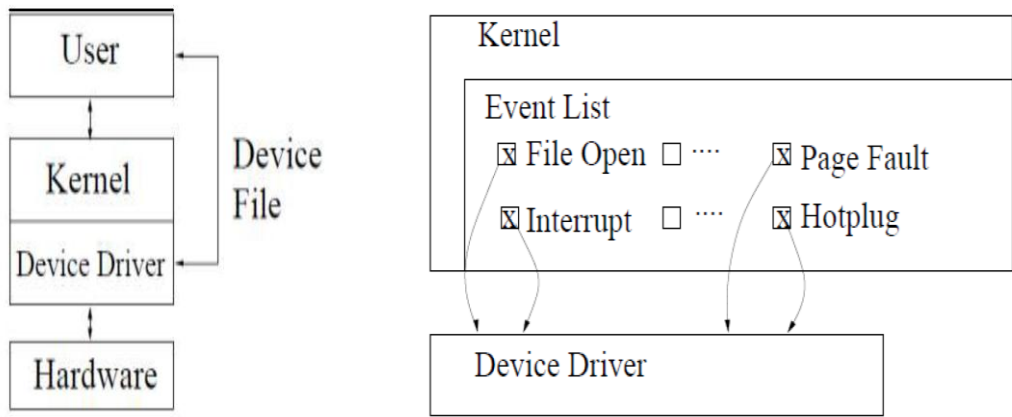 User
Kernel
Device Driver
Hardware
Device
File
Kernel
Event List
x File Open .... x Page Fault
x Interrupt .... x Hotplug
Device Driver